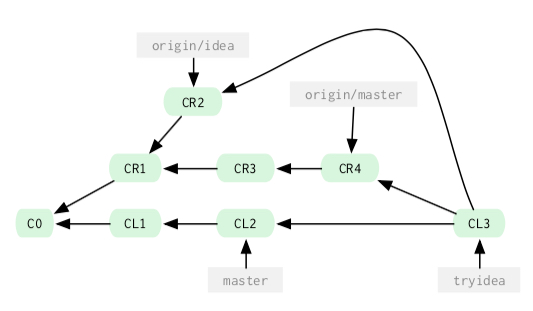 origin/idea
origin/master
CR2
CR1
CR3
CR4
C0
CL1
CL2
CL3
master
tryidea